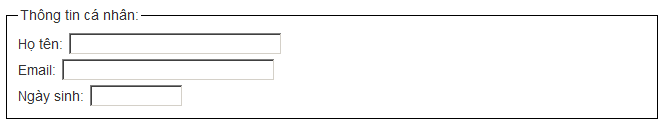 Thông tin cá nhân:
Họ tên:
Email:
Ngày sinh: